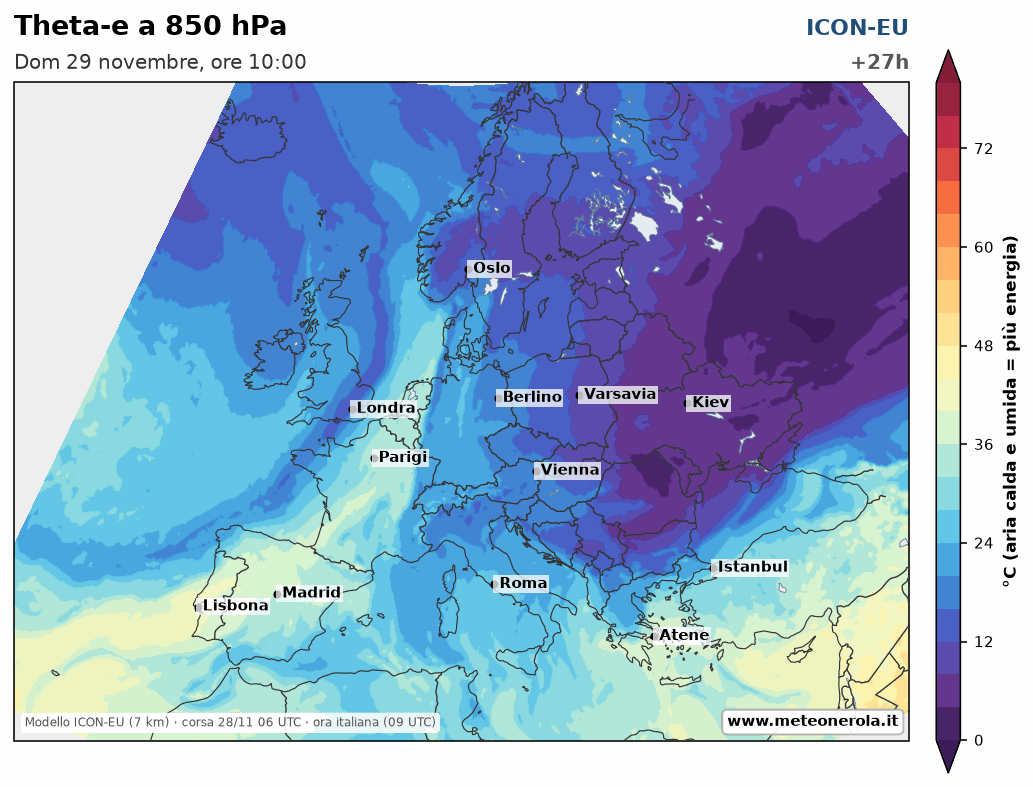 Theta-e a 850 hPa
ICON-EU
Dom 29 novembre, ore 10:00
+27h
72
60
48
36
24
12
0
°C (aria calda e umida = più energia)
Oslo
Berlino
Varsavia
Kiev
Londra
Parigi
Vienna
Istanbul
Roma
Madrid
Lisbona
Atene
Modello ICON-EU (7 km) · corsa 28/11 06 UTC · ora italiana (09 UTC)
www.meteonerola.it